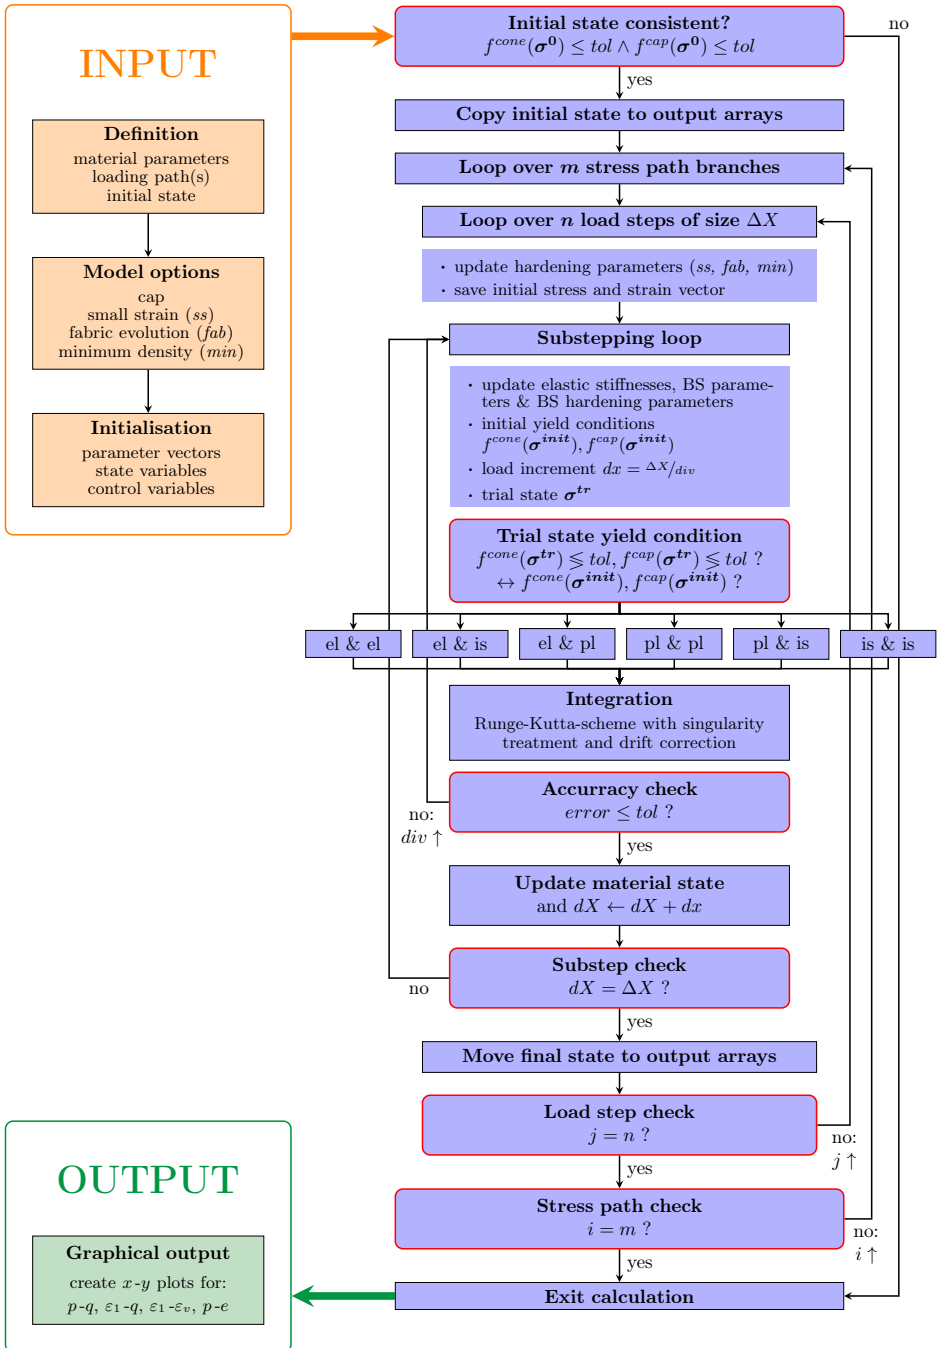 INPUT
Definition
material parameters
loading path(s)
initial state
Model options
cap
small strain (ss)
fabric evolution (fab)
minimum density (min)
Initialisation
parameter vectors
state variables
control variables
Initial state consistent?
f^{cone}(σ^0) ≤ tol ∧ f^{cap}(σ^0) ≤ tol
no
yes
Copy initial state to output arrays
Loop over m stress path branches
Loop over n load steps of size ΔX
· update hardening parameters (ss, fab, min)
· save initial stress and strain vector
Substepping loop
· update elastic stiffnesses, BS parame-
ters & BS hardening parameters
· initial yield conditions
f^{cone}(σ^{init}), f^{cap}(σ^{init})
· load increment dx = ΔX/div
· trial state σ^{tr}
Trial state yield condition
f^{cone}(σ^{tr}) ≶ tol, f^{cap}(σ^{tr}) ≶ tol ?
↔ f^{cone}(σ^{init}), f^{cap}(σ^{init}) ?
el & el
el & is
el & pl
pl & pl
pl & is
is & is
Integration
Runge-Kutta-scheme with singularity
treatment and drift correction
Accurracy check
error ≤ tol ?
no:
div ↑
yes
Update material state
and dX ← dX + dx
Substep check
dX = ΔX ?
no
yes
Move final state to output arrays
Load step check
j = n ?
no:
j ↑
yes
Stress path check
i = m ?
no:
i ↑
yes
Exit calculation
OUTPUT
Graphical output
create x-y plots for:
p-q, ε₁-q, ε₁-εᵥ, p-e